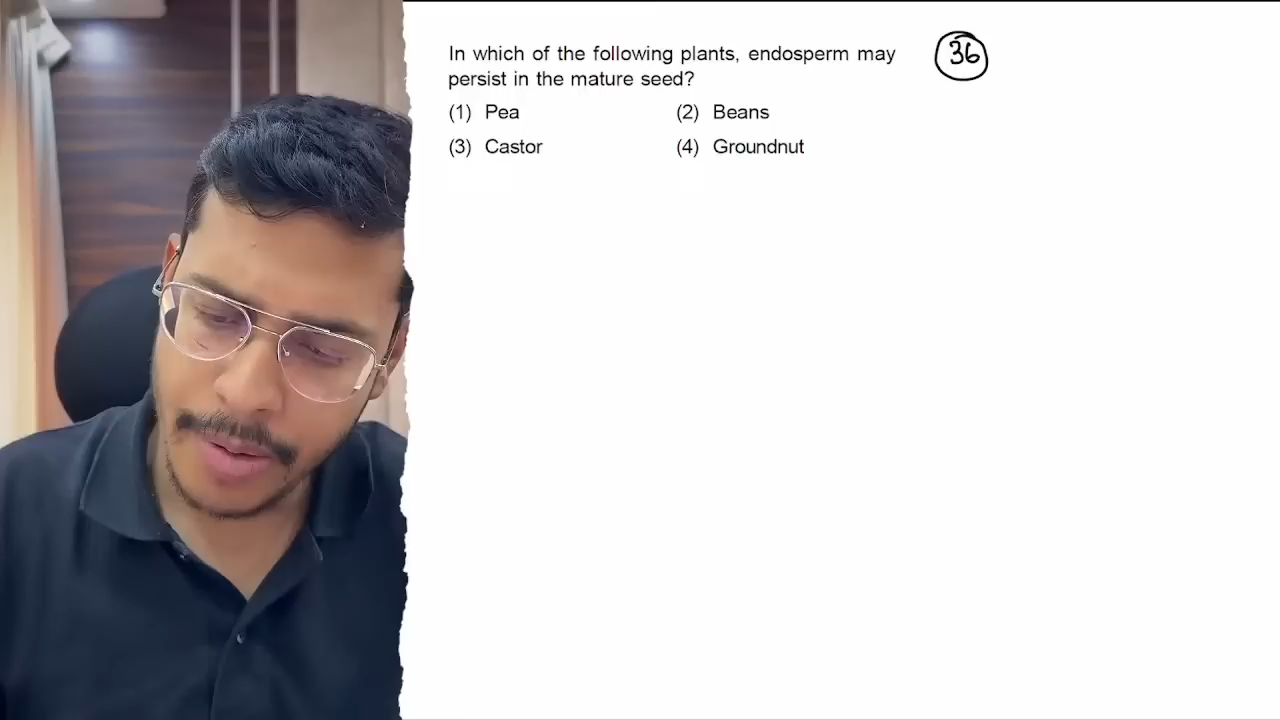 In which of the following plants, endosperm may
persist in the mature seed?
(1) Pea
(2) Beans
(3) Castor
(4) Groundnut
36